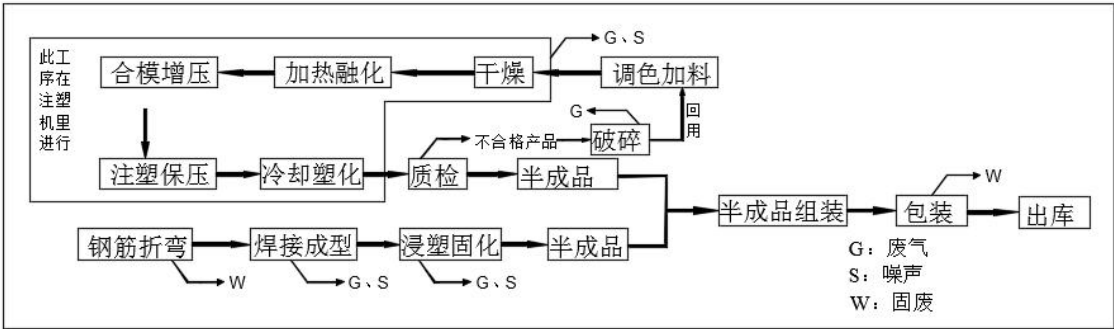 此工
序在
注塑
机里
进行
合模增压
加热融化
干燥
G、S
调色加料
G
不合格产品
破碎
回
用
注塑保压
冷却塑化
质检
半成品
半成品组装
包装
W
出库
钢筋折弯
W
焊接成型
G、S
浸塑固化
G、S
半成品
G：废气
S：噪声
W：固废